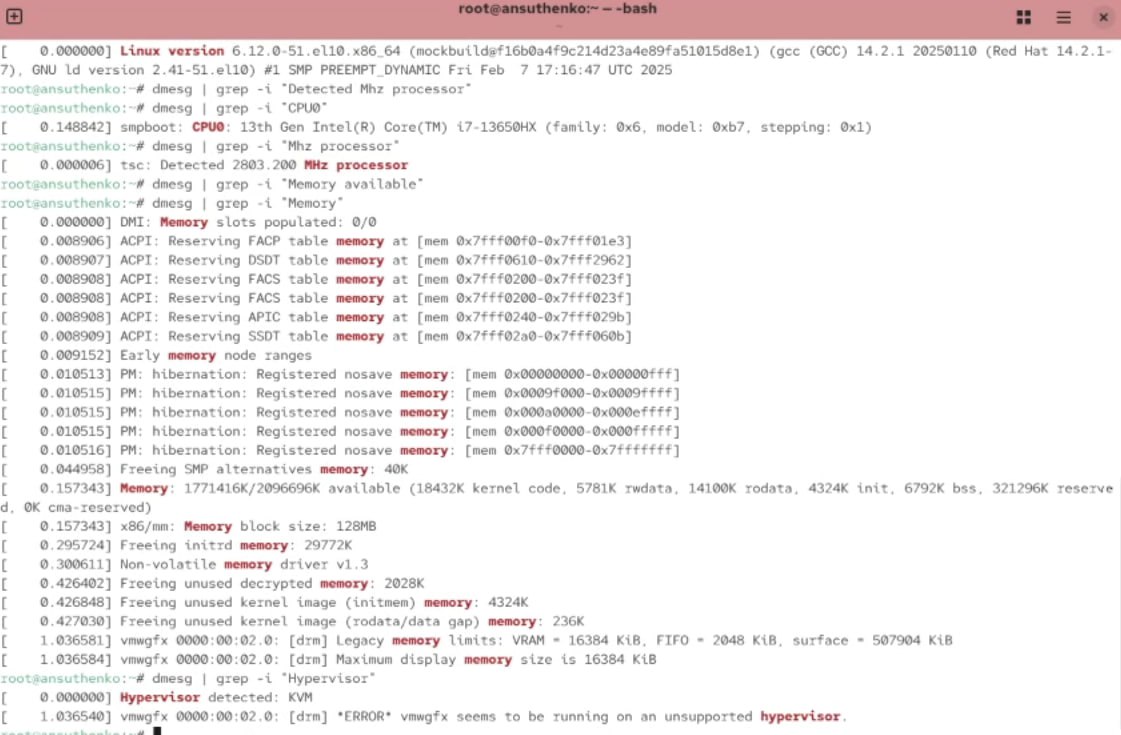 root@ansuthenko:~ — -bash
~
[    0.000000] Linux version 6.12.0-51.el10.x86_64 (mockbuild@f16b0a4f9c214d23a4e89fa51015d8e1) (gcc (GCC) 14.2.1 20250110 (Red Hat 14.2.1-
7), GNU ld version 2.41-51.el10) #1 SMP PREEMPT_DYNAMIC Fri Feb  7 17:16:47 UTC 2025
root@ansuthenko:~# dmesg | grep -i "Detected Mhz processor"
root@ansuthenko:~# dmesg | grep -i "CPU0"
[    0.148842] smpboot: CPU0: 13th Gen Intel(R) Core(TM) i7-13650HX (family: 0x6, model: 0xb7, stepping: 0x1)
root@ansuthenko:~# dmesg | grep -i "Mhz processor"
[    0.000006] tsc: Detected 2803.200 MHz processor
root@ansuthenko:~# dmesg | grep -i "Memory available"
root@ansuthenko:~# dmesg | grep -i "Memory"
[    0.000000] DMI: Memory slots populated: 0/0
[    0.008906] ACPI: Reserving FACP table memory at [mem 0x7fff00f0-0x7fff01e3]
[    0.008907] ACPI: Reserving DSDT table memory at [mem 0x7fff0610-0x7fff2962]
[    0.008908] ACPI: Reserving FACS table memory at [mem 0x7fff0200-0x7fff023f]
[    0.008908] ACPI: Reserving FACS table memory at [mem 0x7fff0200-0x7fff023f]
[    0.008908] ACPI: Reserving APIC table memory at [mem 0x7fff0240-0x7fff029b]
[    0.008909] ACPI: Reserving SSDT table memory at [mem 0x7fff02a0-0x7fff060b]
[    0.009152] Early memory node ranges
[    0.010513] PM: hibernation: Registered nosave memory: [mem 0x00000000-0x00000fff]
[    0.010515] PM: hibernation: Registered nosave memory: [mem 0x0009f000-0x0009ffff]
[    0.010515] PM: hibernation: Registered nosave memory: [mem 0x000a0000-0x000effff]
[    0.010515] PM: hibernation: Registered nosave memory: [mem 0x000f0000-0x000fffff]
[    0.010516] PM: hibernation: Registered nosave memory: [mem 0x7fff0000-0x7fffffff]
[    0.044958] Freeing SMP alternatives memory: 40K
[    0.157343] Memory: 1771416K/2096696K available (18432K kernel code, 5781K rwdata, 14100K rodata, 4324K init, 6792K bss, 321296K reserve
d, 0K cma-reserved)
[    0.157343] x86/mm: Memory block size: 128MB
[    0.295724] Freeing initrd memory: 29772K
[    0.300611] Non-volatile memory driver v1.3
[    0.426402] Freeing unused decrypted memory: 2028K
[    0.426848] Freeing unused kernel image (initmem) memory: 4324K
[    0.427030] Freeing unused kernel image (rodata/data gap) memory: 236K
[    1.036581] vmwgfx 0000:00:02.0: [drm] Legacy memory limits: VRAM = 16384 KiB, FIFO = 2048 KiB, surface = 507904 KiB
[    1.036584] vmwgfx 0000:00:02.0: [drm] Maximum display memory size is 16384 KiB
root@ansuthenko:~# dmesg | grep -i "Hypervisor"
[    0.000000] Hypervisor detected: KVM
[    1.036540] vmwgfx 0000:00:02.0: [drm] *ERROR* vmwgfx seems to be running on an unsupported hypervisor.
root@ansuthenko:~#